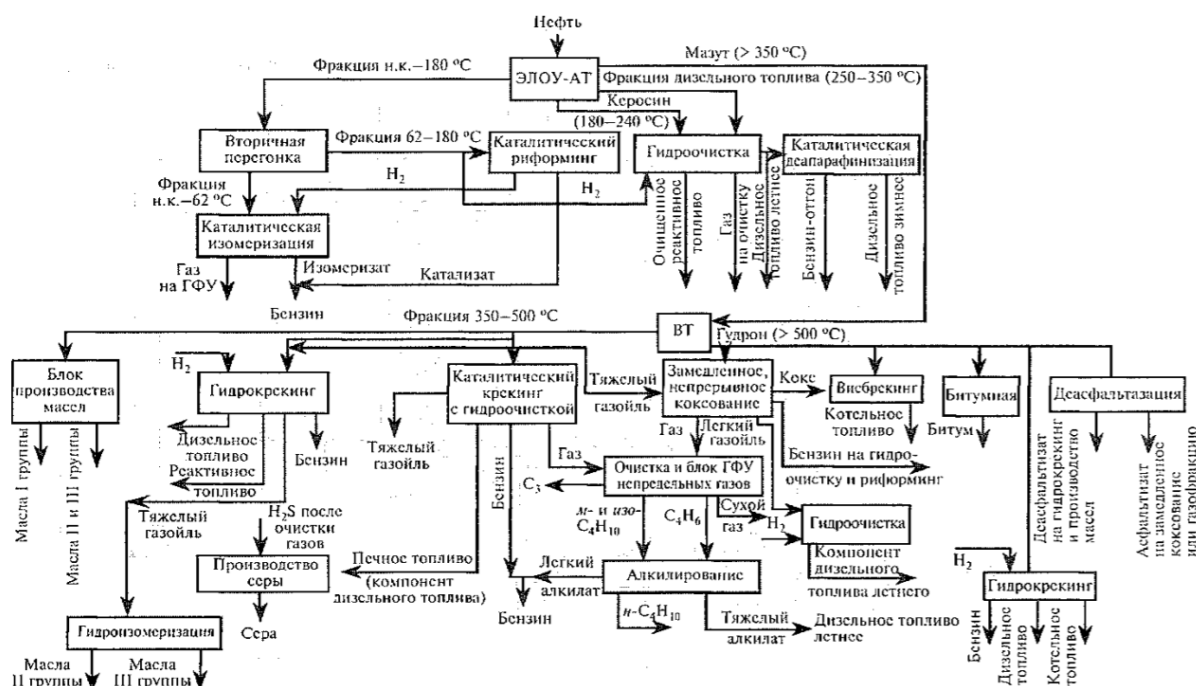 Нефть
Мазут (> 350 °С)
Фракция н.к.–180 °С
ЭЛОУ-АТ
Фракция дизельного топлива (250–350 °С)
Керосин
(180–240 °С)
Вторичная
перегонка
Фракция 62–180 °С
Каталитический
риформинг
Гидроочистка
Каталитическая
депарафинизация
H₂
H₂
Фракция
н.к.–62 °С
Каталитическая
изомеризация
Газ
на ГФУ
Изомеризат
Катализат
Бензин
Очищенное
реактивное
топливо
Газ
на очистку
Дизельное
топливо летнее
Бензин-отгон
Дизельное
топливо зимнее
Фракция 350–500 °С
ВТ
Гудрон (> 500 °С)
Блок
производства
масел
H₂
Гидрокрекинг
Каталитический
крекинг
с гидроочисткой
Тяжелый
газойль
Замедленное,
непрерывное
коксование
Кокс
Висбрекинг
Битумная
Деасфальтазация
Масла I группы
Масла II и III группы
Дизельное
топливо
Реактивное
топливо
Бензин
Тяжелый
газойль
Газ
Газ
Легкий
газойль
Котельное
топливо
Битум
Бензин на гидро-
очистку и риформинг
Деасфальтизат
на гидрокрекинг
и производство
масел
Асфальтизат
на замедленное
коксование
или газофракцию
Тяжелый
газойль
H₂S после
очистки
газов
Бензин
Очистка и блок ГФУ
непредельных газов
C₃
м- и изо-
C₄H₁₀
C₄H₆
Сухой
газ
H₂
Гидроочистка
Компонент
дизельного
топлива летнего
Производство
серы
Сера
Печное топливо
(компонент
дизельного топлива)
Легкий
алкилат
Бензин
Алкилирование
н-C₄H₁₀
Тяжелый
алкилат
Дизельное топливо
летнее
H₂
Гидрокрекинг
Бензин
Дизельное
топливо
Котельное
топливо
Гидроизомеризация
Масла
II группы
Масла
III группы